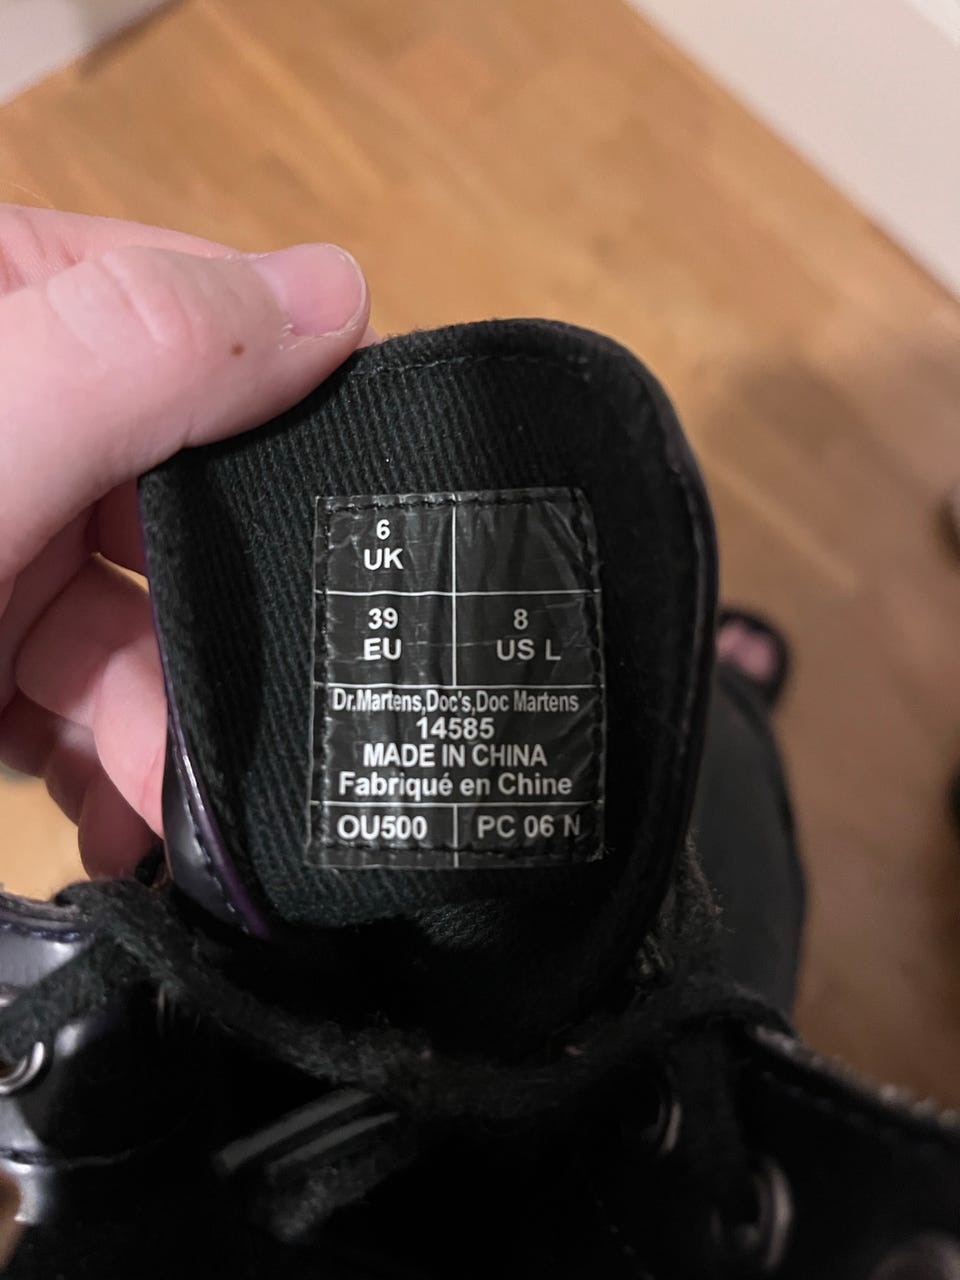 6
UK
39
EU
8
US L
Dr.Martens,Doc's,Doc Martens
14585
MADE IN CHINA
Fabriqué en Chine
OU500
PC 06 N